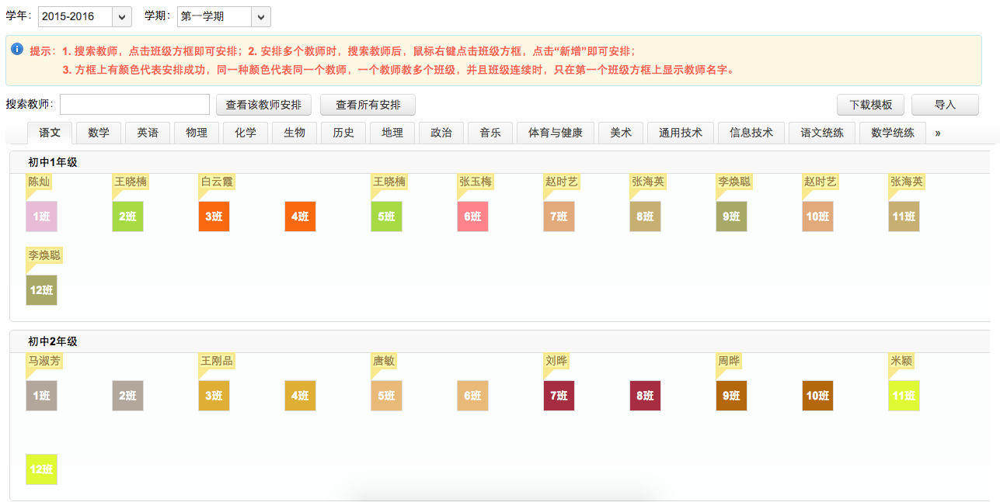 学年： 2015-2016 学期： 第一学期
提示：1. 搜索教师，点击班级方框即可安排；2. 安排多个教师时，搜索教师后，鼠标右键点击班级方框，点击“新增”即可安排；
3. 方框上有颜色代表安排成功，同一种颜色代表同一个教师，一个教师教多个班级，并且班级连续时，只在第一个班级方框上显示教师名字。
搜索教师： 查看该教师安排 查看所有安排 下载模板 导入
语文 数学 英语 物理 化学 生物 历史 地理 政治 音乐 体育与健康 美术 通用技术 信息技术 语文统练 数学统练 »
初中1年级
陈灿 王晓楠 白云霞 王晓楠 张玉梅 赵时艺 张海英 李焕聪 赵时艺 张海英
1班 2班 3班 4班 5班 6班 7班 8班 9班 10班 11班
李焕聪
12班
初中2年级
马淑芳 王刚品 唐敏 刘晔 周晔 米颖
1班 2班 3班 4班 5班 6班 7班 8班 9班 10班 11班
12班